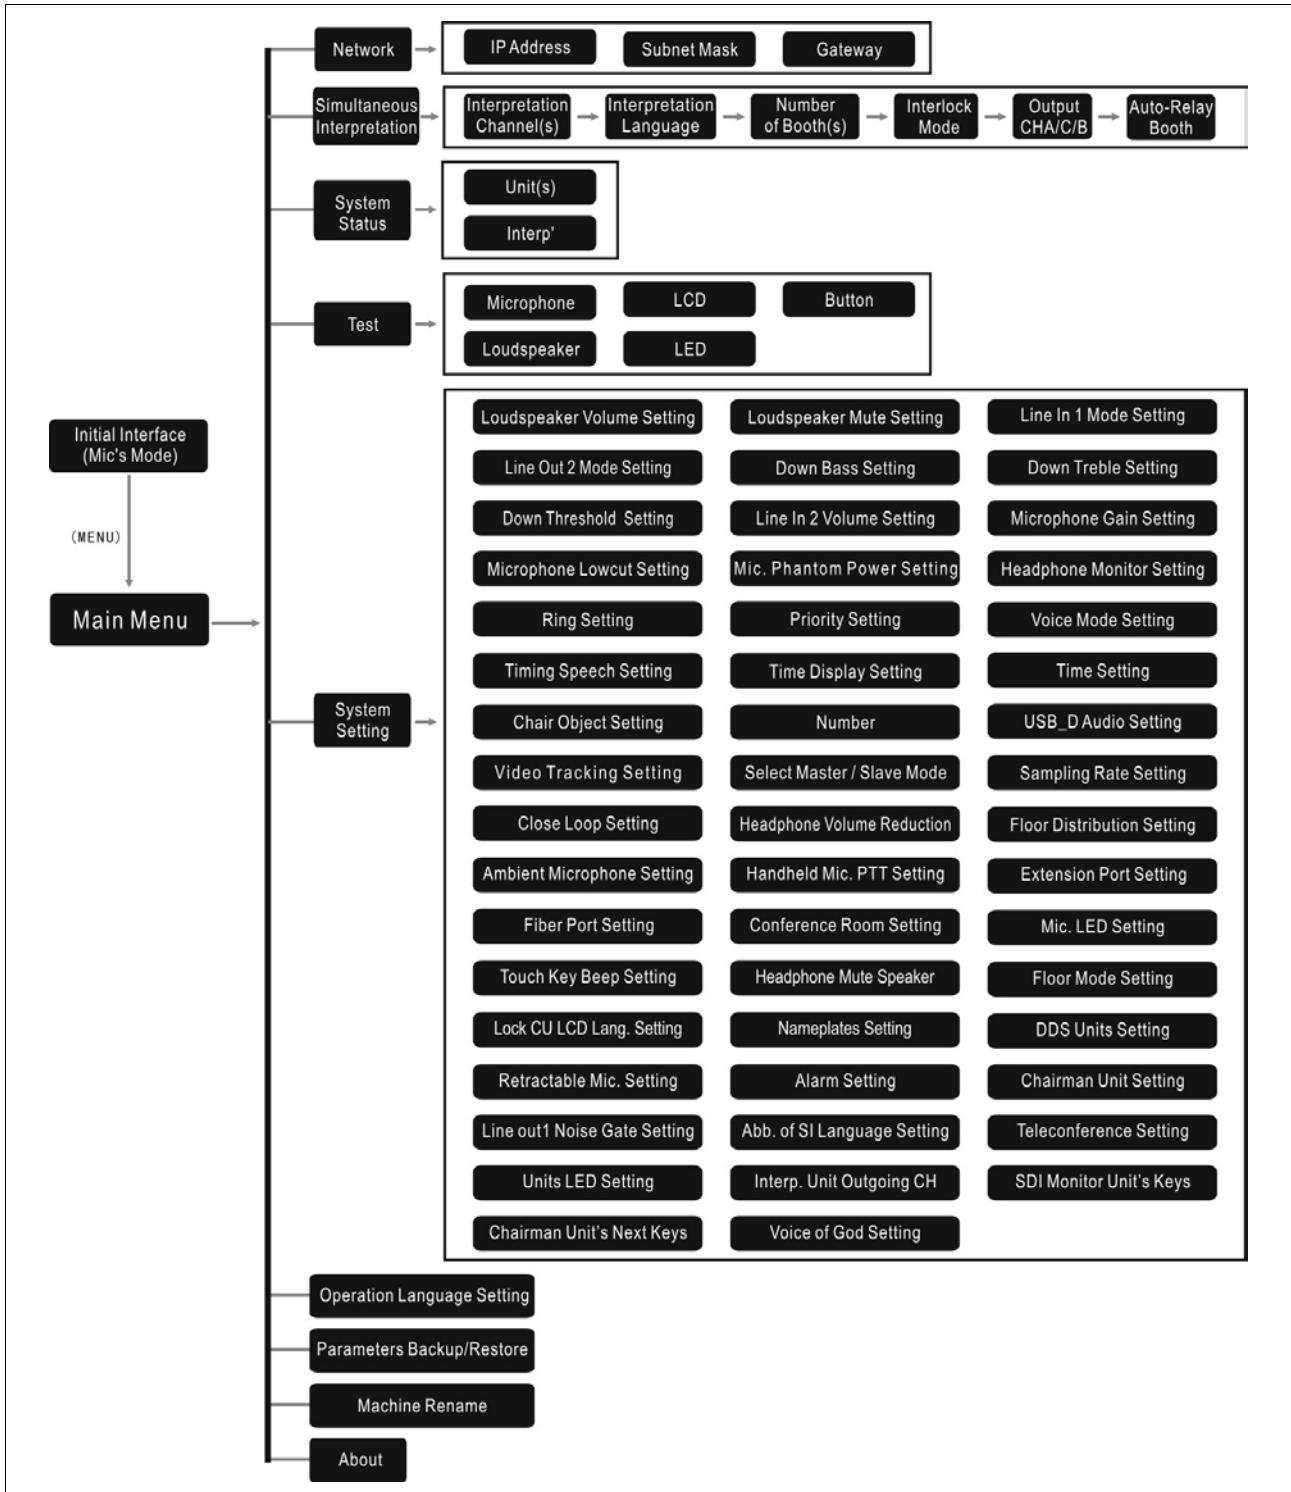 Network
IP Address
Subnet Mask
Gateway
Simultaneous
Interpretation
Interpretation
Channel(s)
Interpretation
Language
Number
of Booth(s)
Interlock
Mode
Output
CHA/C/B
Auto-Relay
Booth
System
Status
Unit(s)
Interp'
Test
Microphone
LCD
Button
Loudspeaker
LED
Initial Interface
(Mic's Mode)
(MENU)
Main Menu
System
Setting
Loudspeaker Volume Setting
Loudspeaker Mute Setting
Line In 1 Mode Setting
Line Out 2 Mode Setting
Down Bass Setting
Down Treble Setting
Down Threshold Setting
Line In 2 Volume Setting
Microphone Gain Setting
Microphone Lowcut Setting
Mic. Phantom Power Setting
Headphone Monitor Setting
Ring Setting
Priority Setting
Voice Mode Setting
Timing Speech Setting
Time Display Setting
Time Setting
Chair Object Setting
Number
USB_D Audio Setting
Video Tracking Setting
Select Master / Slave Mode
Sampling Rate Setting
Close Loop Setting
Headphone Volume Reduction
Floor Distribution Setting
Ambient Microphone Setting
Handheld Mic. PTT Setting
Extension Port Setting
Fiber Port Setting
Conference Room Setting
Mic. LED Setting
Touch Key Beep Setting
Headphone Mute Speaker
Floor Mode Setting
Lock CU LCD Lang. Setting
Nameplates Setting
DDS Units Setting
Retractable Mic. Setting
Alarm Setting
Chairman Unit Setting
Line out1 Noise Gate Setting
Abb. of SI Language Setting
Teleconference Setting
Units LED Setting
Interp. Unit Outgoing CH
SDI Monitor Unit's Keys
Chairman Unit's Next Keys
Voice of God Setting
Operation Language Setting
Parameters Backup/Restore
Machine Rename
About